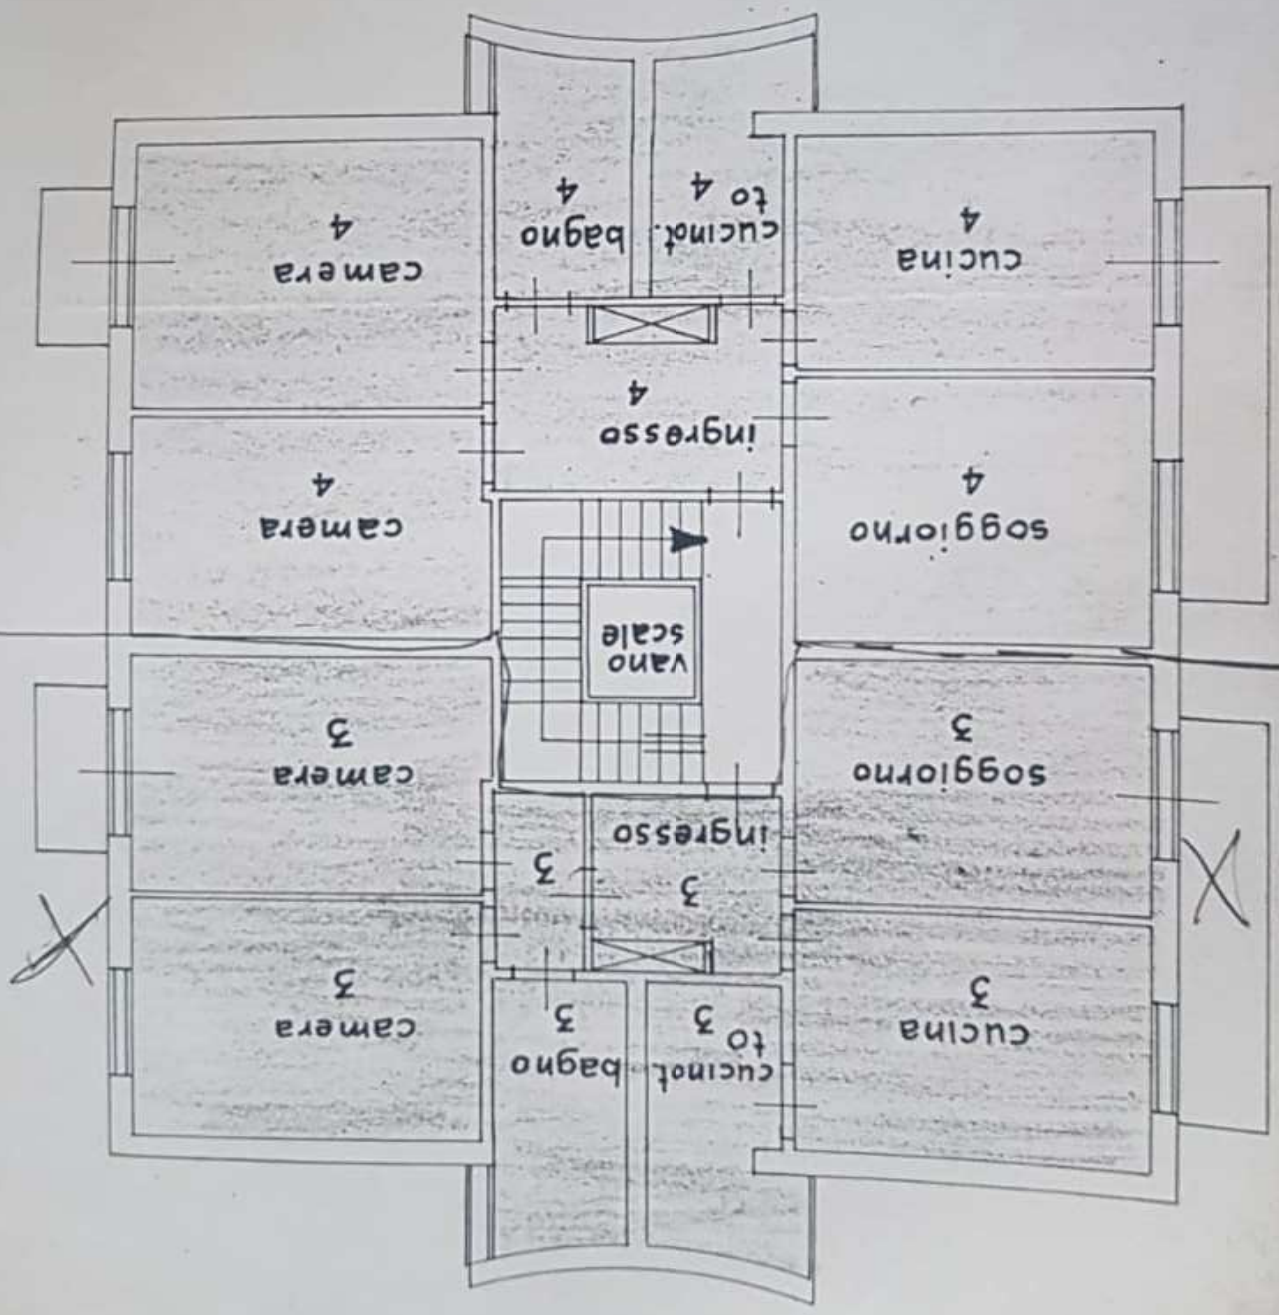 cucina
3
cucinot.
to
3
bagno
3
camera
3
soggiorno
3
ingresso
3
3
camera
3
vano
scale
soggiorno
4
ingresso
4
camera
4
cucina
4
cucinot.
to
4
bagno
4
camera
4